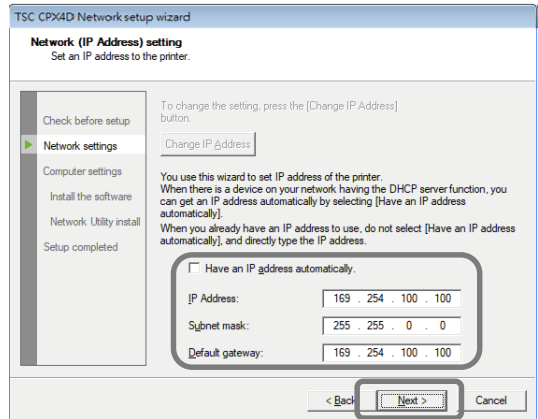 TSC CPX4D Network setup wizard
Network (IP Address) setting
Set an IP address to the printer.
Check before setup
Network settings
Computer settings
Install the software
Network Utility install
Setup completed
To change the setting, press the [Change IP Address]
button.
Change IP Address
You use this wizard to set IP address of the printer.
When there is a device on your network having the DHCP server function, you
can get an IP address automatically by selecting [Have an IP address
automatically].
When you already have an IP address to use, do not select [Have an IP address
automatically], and directly type the IP address.
Have an IP address automatically.
IP Address: 169 . 254 . 100 . 100
Subnet mask: 255 . 255 . 0 . 0
Default gateway: 169 . 254 . 100 . 100
< Back Next > Cancel